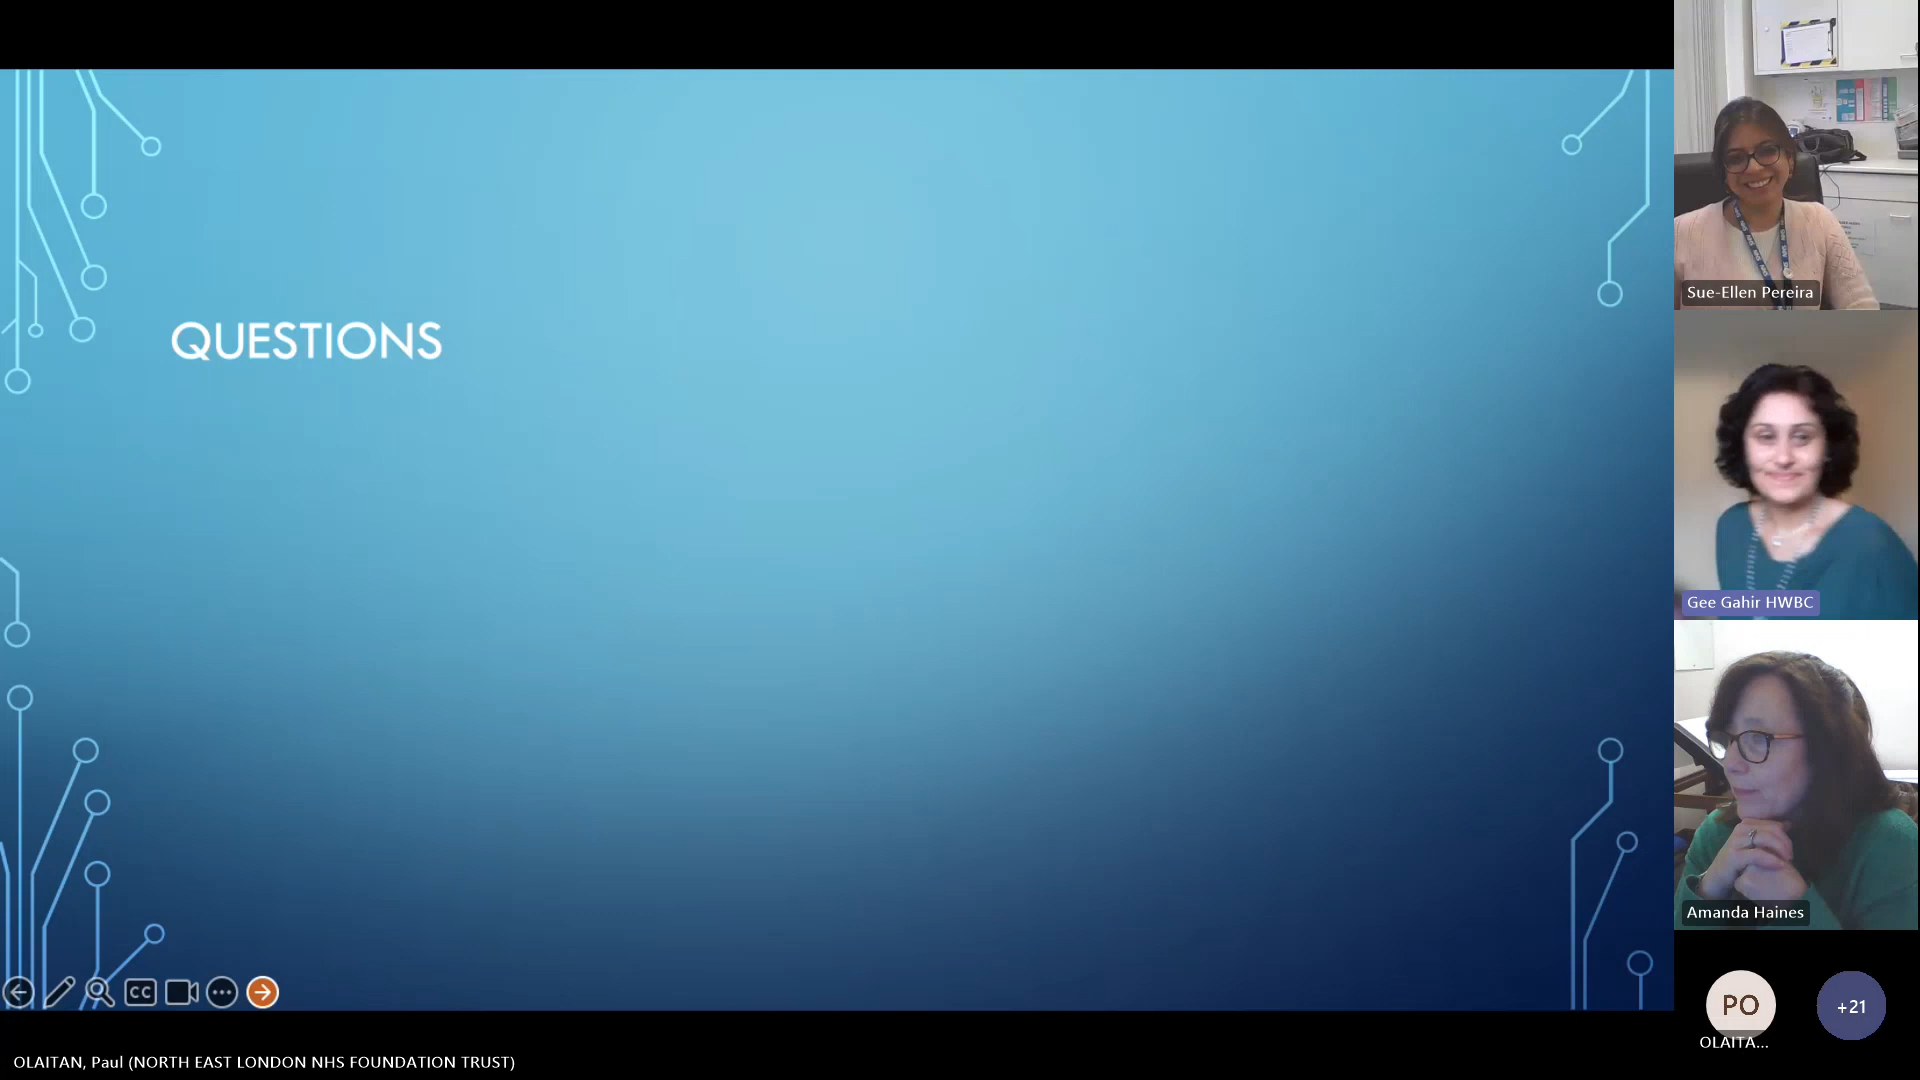 QUESTIONS
CC
OLAITAN, Paul (NORTH EAST LONDON NHS FOUNDATION TRUST)
Sue-Ellen Pereira
Gee Gahir HWBC
Amanda Haines
PO
OLAITA...
+21